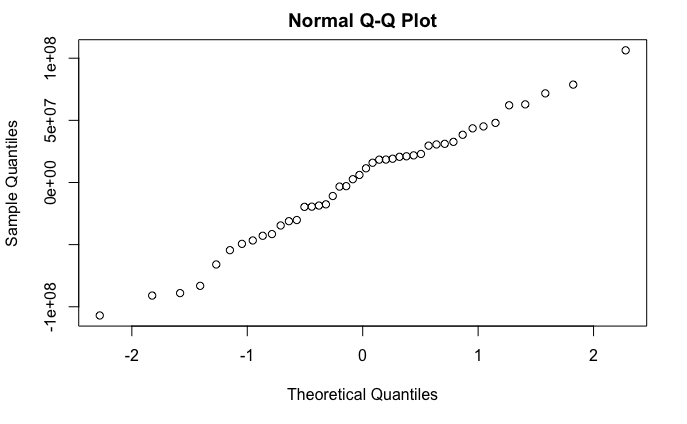 Normal Q-Q Plot
Sample Quantiles
1e+08
5e+07
0e+00
-1e+08
-2 -1 0 1 2
Theoretical Quantiles